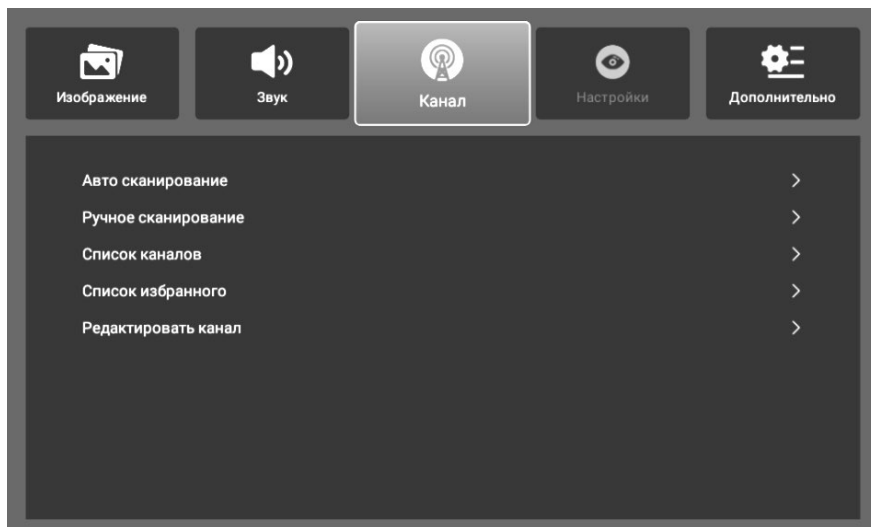 Изображение
Звук
Канал
Настройки
Дополнительно
Авто сканирование
Ручное сканирование
Список каналов
Список избранного
Редактировать канал